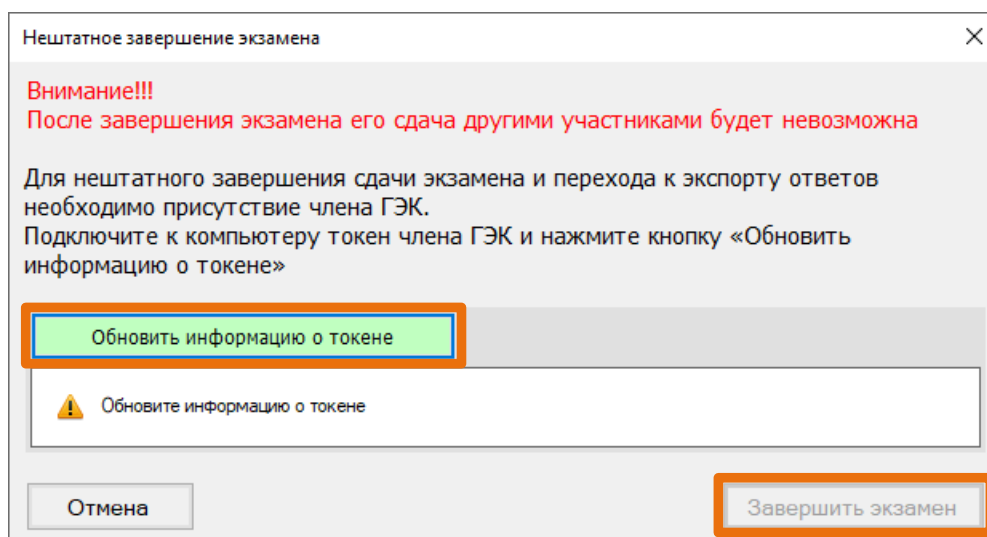 Нештатное завершение экзамена
Внимание!!!
После завершения экзамена его сдача другими участниками будет невозможна
Для нештатного завершения сдачи экзамена и перехода к экспорту ответов
необходимо присутствие члена ГЭК.
Подключите к компьютеру токен члена ГЭК и нажмите кнопку «Обновить
информацию о токене»
Обновить информацию о токене
Обновите информацию о токене
Отмена
Завершить экзамен